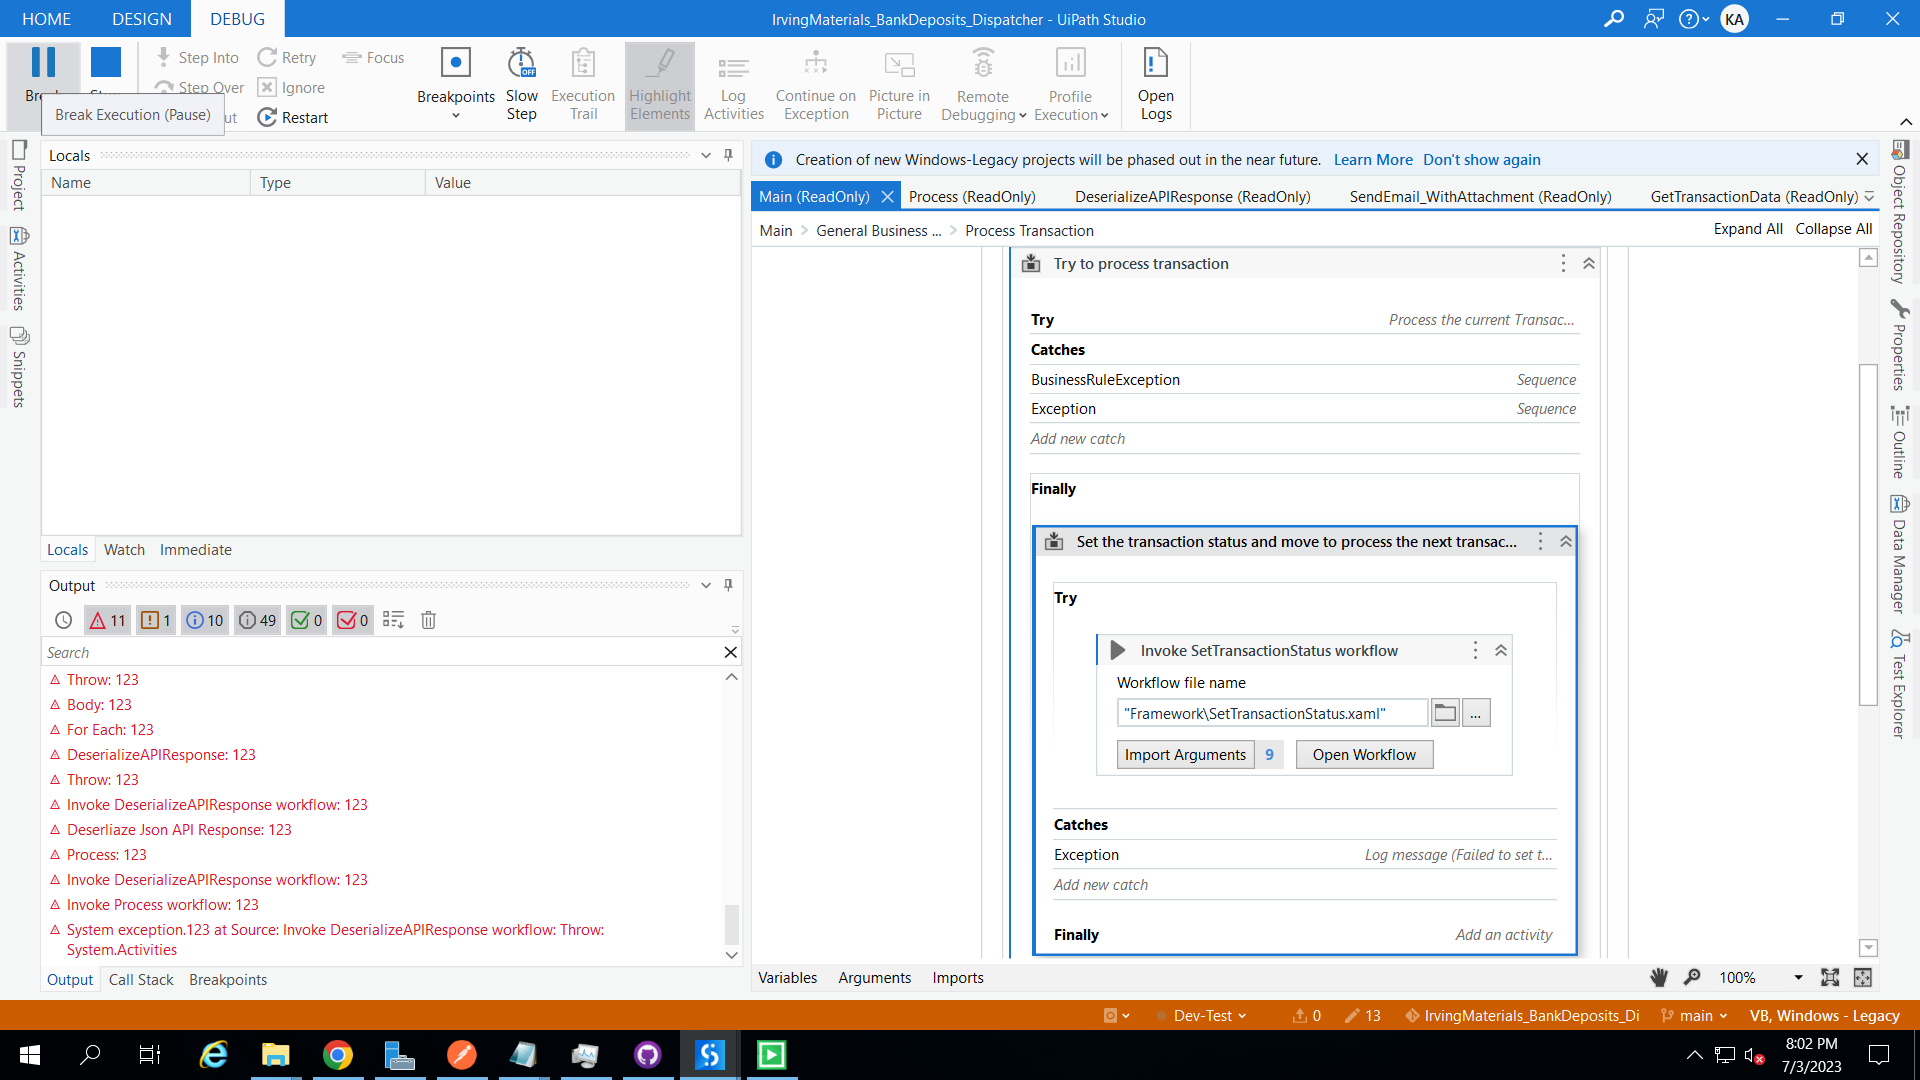 HOME DESIGN DEBUG
IrvingMaterials_BankDeposits_Dispatcher - UiPath Studio
KA
Step Into
Step Over
Retry
Ignore
Restart
Focus
Breakpoints
Slow
Step
Execution
Trail
Highlight
Elements
Log
Activities
Continue on
Exception
Picture in
Picture
Remote
Debugging
Profile
Execution
Open
Logs
OFF
Break Execution (Pause)
Project
Activities
Snippets
Locals
Name Type Value
Locals Watch Immediate
Output
11 1 10 49 0 0
Search
Throw: 123
Body: 123
For Each: 123
DeserializeAPIResponse: 123
Throw: 123
Invoke DeserializeAPIResponse workflow: 123
Deserliaze Json API Response: 123
Process: 123
Invoke DeserializeAPIResponse workflow: 123
Invoke Process workflow: 123
System exception.123 at Source: Invoke DeserializeAPIResponse workflow: Throw:
System.Activities
Output Call Stack Breakpoints
Creation of new Windows-Legacy projects will be phased out in the near future. Learn More Don't show again
Main (ReadOnly) Process (ReadOnly) DeserializeAPIResponse (ReadOnly) SendEmail_WithAttachment (ReadOnly) GetTransactionData (ReadOnly)
Main > General Business ... > Process Transaction
Expand All Collapse All
Try to process transaction
Try Process the current Transac...
Catches
BusinessRuleException Sequence
Exception Sequence
Add new catch
Finally
Set the transaction status and move to process the next transac...
Try
Invoke SetTransactionStatus workflow
Workflow file name
"Framework\SetTransactionStatus.xaml" ...
Import Arguments 9 Open Workflow
Catches
Exception Log message (Failed to set t...
Add new catch
Finally Add an activity
Variables Arguments Imports
100%
Object Repository
Properties
Outline
Data Manager
Test Explorer
Dev-Test 0 13 IrvingMaterials_BankDeposits_Di main VB, Windows - Legacy
8:02 PM
7/3/2023